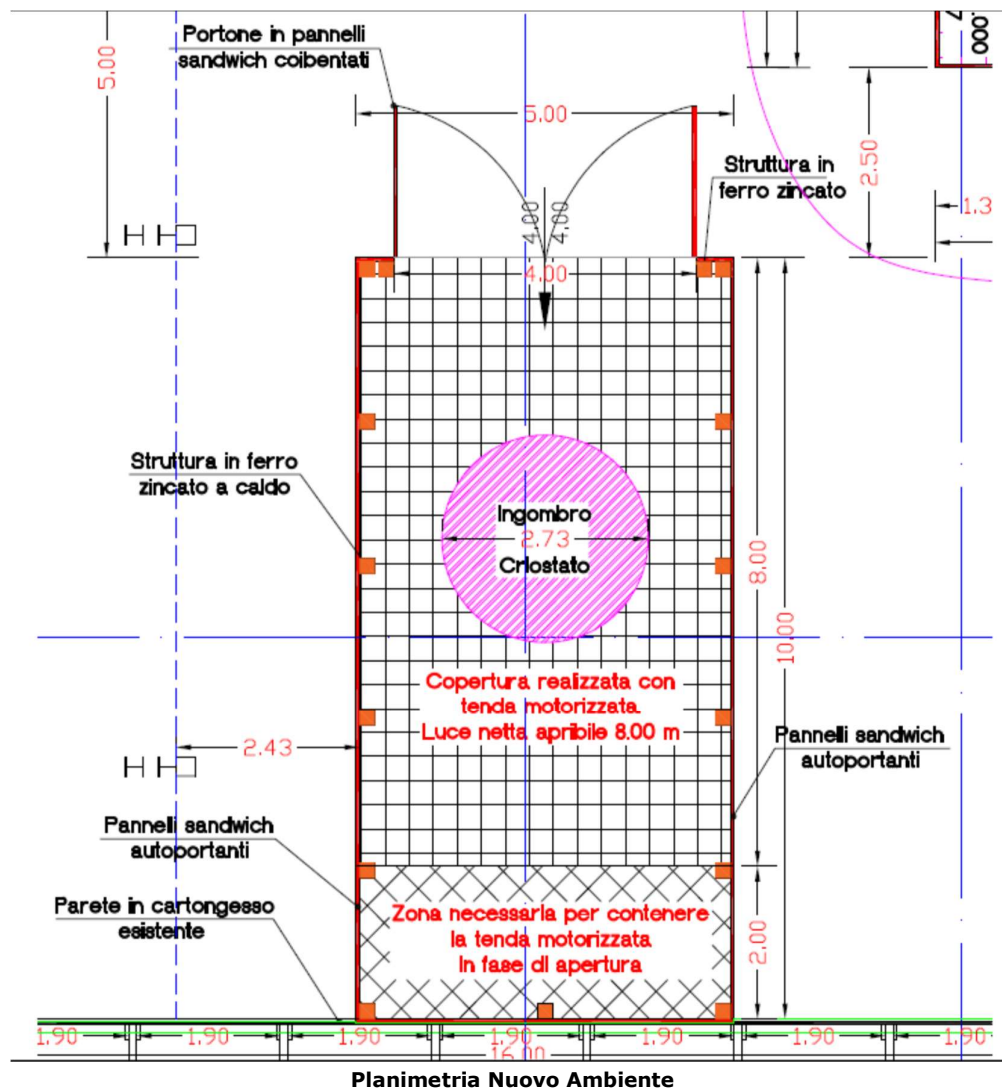 Portone in pannelli
sandwich coibentati
5.00
5.00
.000
2.50
Struttura in
ferro zincato
4.00
4.00
1.3
4.00
Struttura in ferro
zincato a caldo
Ingombro
2.73
Criostato
8.00
10.00
Copertura realizzata con
tenda motorizzata.
Luce netta apribile 8.00 m
2.43
Pannelli sandwich
autoportanti
Pannelli sandwich
autoportanti
Parete in cartongesso
esistente
Zona necessaria per contenere
la tenda motorizzata
in fase di apertura
2.00
1.90
1.90
1.90
1.90
1.90
1.90
1.90
16.00
Planimetria Nuovo Ambiente